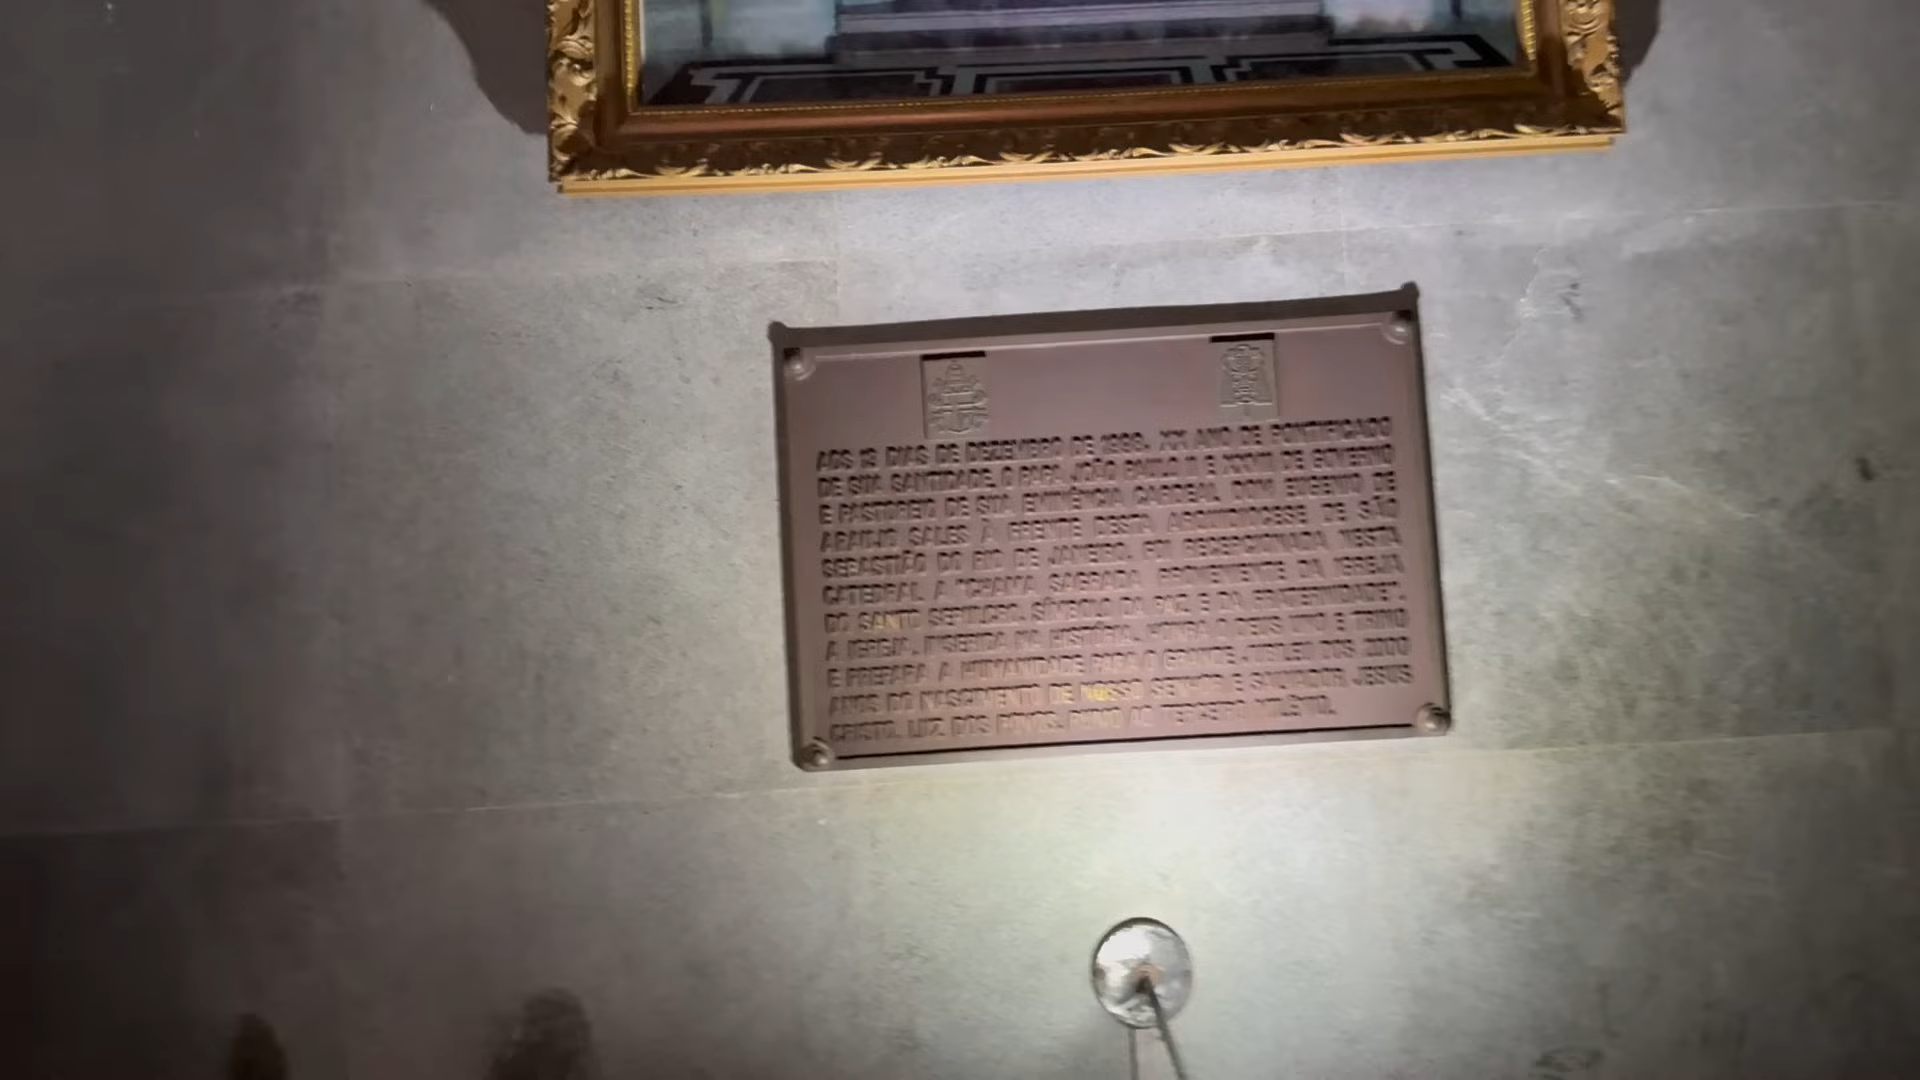 AOS 13 DIAS DE DEZEMBRO DE 1998, XX ANO DE PONTIFICADO
DE SUA SANTIDADE, O PAPA JOÃO PAULO II E XXVIII DE GOVERNO
E PASTOREIO DE SUA EMINÊNCIA CARDEAL DOM EUGENIO DE
ARAUJO SALES À FRENTE DESTA ARQUIDIOCESE DE SÃO
SEBASTIÃO DO RIO DE JANEIRO, FOI RECEPCIONADA NESTA
CATEDRAL A "CHAMA SAGRADA PROVENIENTE DA IGREJA
DO SANTO SEPULCRO, SÍMBOLO DA PAZ E DA FRATERNIDADE".
A IGREJA, INSERIDA NA HISTÓRIA, HONRA O DEUS UNO E TRINO
E PREPARA A HUMANIDADE PARA O GRANDE JUBILEU DOS 2000
ANOS DO NASCIMENTO DE NOSSO SENHOR E SALVADOR JESUS
CRISTO, LUZ DOS POVOS, RUMO AO TERCEIRO MILÊNIO.